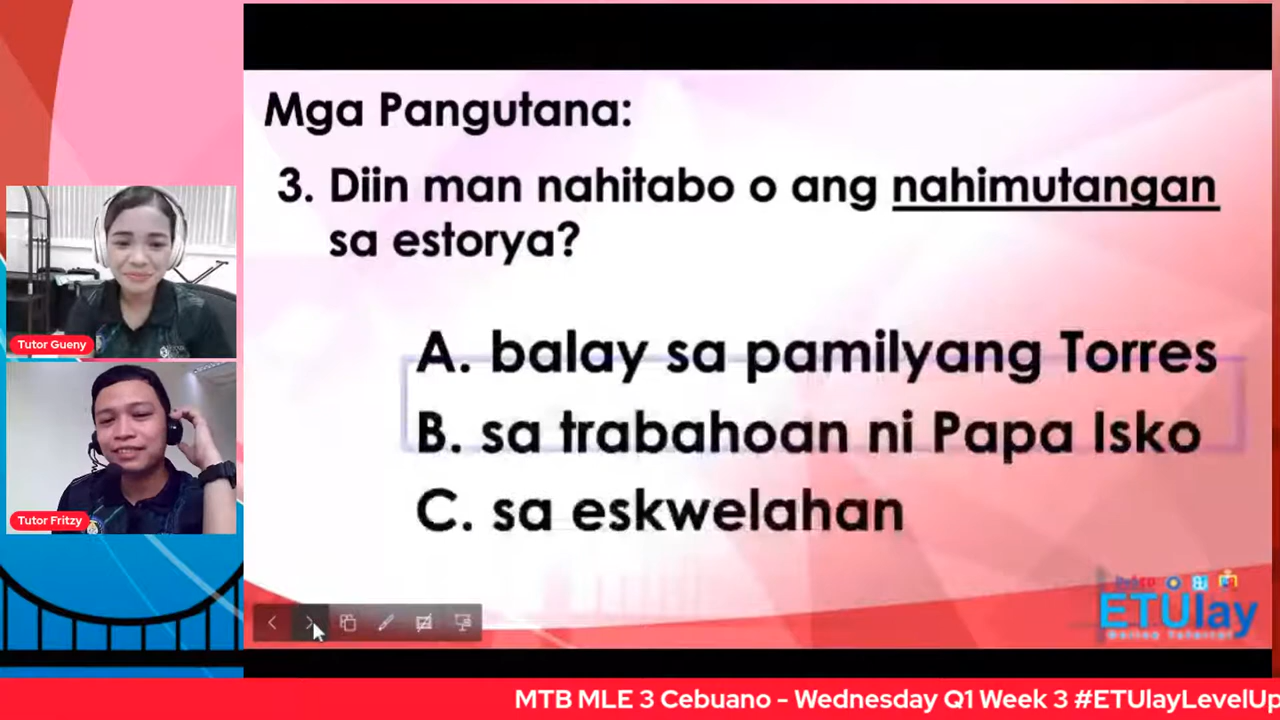 Mga Pangutana:
3. Diin man nahitabo o ang nahimutangan
sa estorya?
A. balay sa pamilyang Torres
B. sa trabahoan ni Papa Isko
C. sa eskwelahan
Tutor Gueny
Tutor Fritzy
ETUlay
MTB MLE 3 Cebuano - Wednesday Q1 Week 3 #ETUlayLevelUp